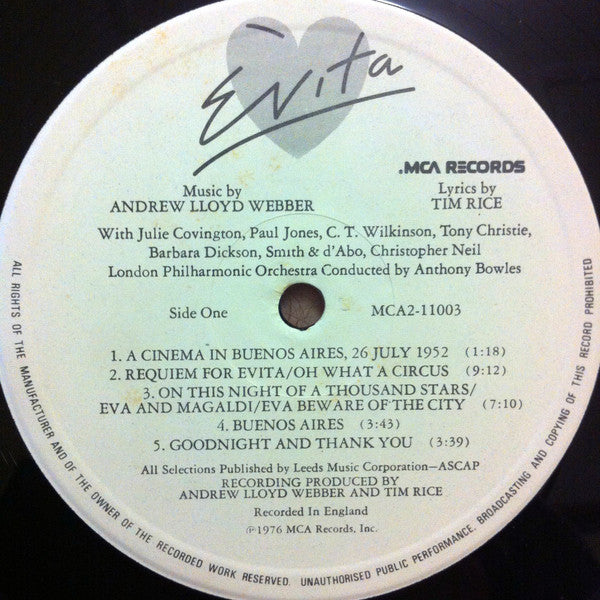 Evita
.MCA RECORDS
Music by
ANDREW LLOYD WEBBER
Lyrics by
TIM RICE
With Julie Covington, Paul Jones, C. T. Wilkinson, Tony Christie,
Barbara Dickson, Smith & d'Abo, Christopher Neil
London Philharmonic Orchestra Conducted by Anthony Bowles
Side One
MCA2-11003
1. A CINEMA IN BUENOS AIRES, 26 JULY 1952 (1:18)
2. REQUIEM FOR EVITA/OH WHAT A CIRCUS (9:12)
3. ON THIS NIGHT OF A THOUSAND STARS/
EVA AND MAGALDI/EVA BEWARE OF THE CITY (7:10)
4. BUENOS AIRES (3:43)
5. GOODNIGHT AND THANK YOU (3:39)
All Selections Published by Leeds Music Corporation—ASCAP
RECORDING PRODUCED BY
ANDREW LLOYD WEBBER AND TIM RICE
Recorded In England
℗1976 MCA Records, Inc.
ALL RIGHTS OF THE MANUFACTURER AND OF THE OWNER OF THE RECORDED WORK RESERVED. UNAUTHORISED PUBLIC PERFORMANCE, BROADCASTING AND COPYING OF THIS RECORD PROHIBITED